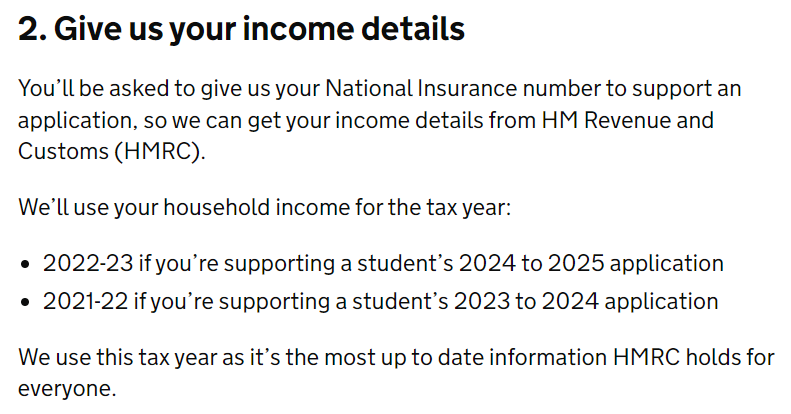 2. Give us your income details
You'll be asked to give us your National Insurance number to support an
application, so we can get your income details from HM Revenue and
Customs (HMRC).
We'll use your household income for the tax year:
• 2022-23 if you're supporting a student's 2024 to 2025 application
• 2021-22 if you're supporting a student's 2023 to 2024 application
We use this tax year as it's the most up to date information HMRC holds for
everyone.